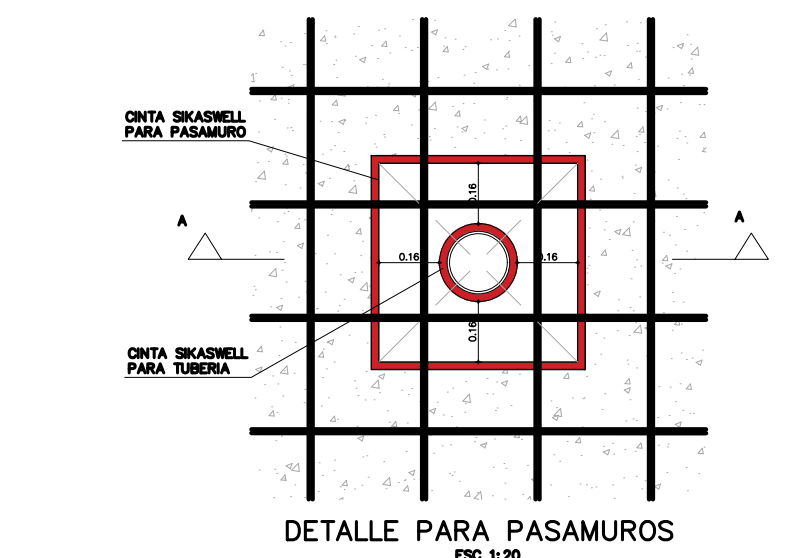 CINTA SIKASWELL
PARA PASAMURO
0.16
A
A
0.16
0.16
0.16
CINTA SIKASWELL
PARA TUBERIA
DETALLE PARA PASAMUROS
ESC 1:20